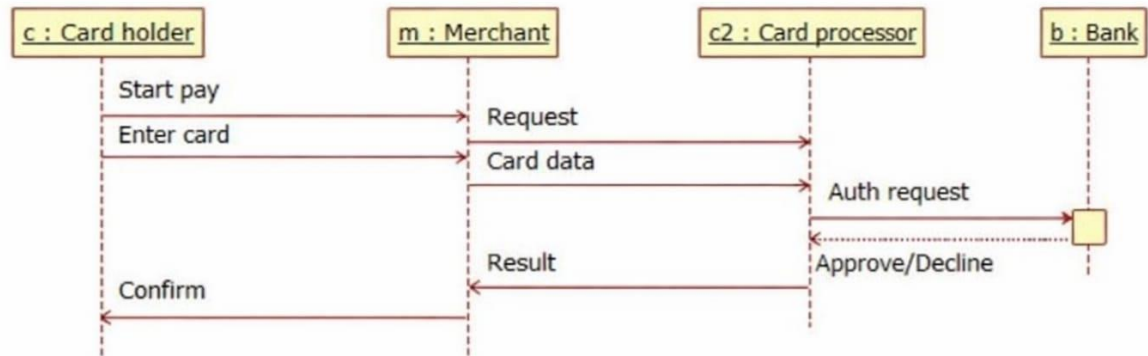 c : Card holder
m : Merchant
c2 : Card processor
b : Bank
Start pay
Request
Enter card
Card data
Auth request
Approve/Decline
Result
Confirm